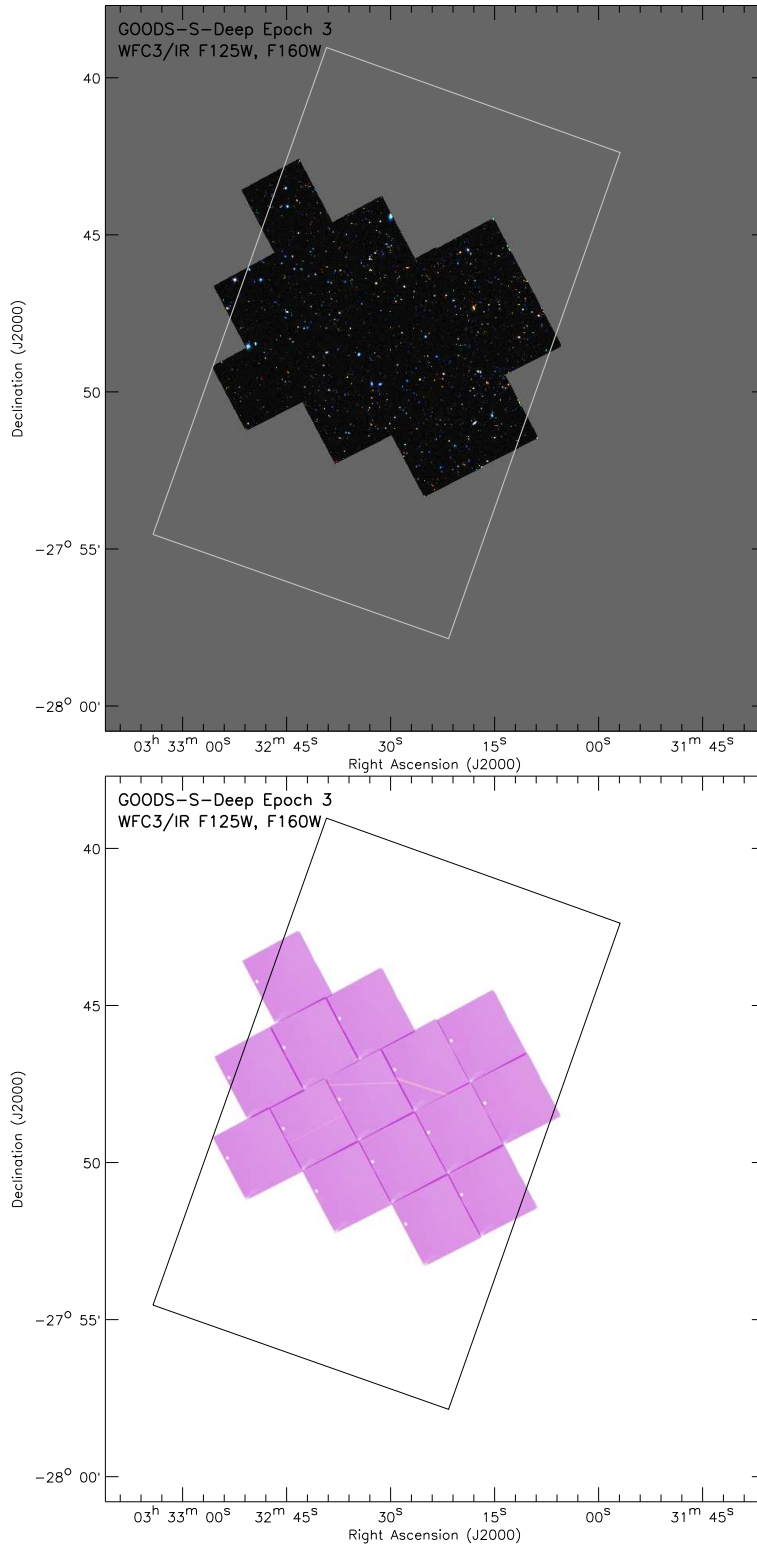 GOODS-S-Deep Epoch 3
WFC3/IR F125W, F160W
40
45
50
-27° 55'
-28° 00'
Declination (J2000)
03h 33m 00s 32m 45s 30s 15s 00s 31m 45s
Right Ascension (J2000)
GOODS-S-Deep Epoch 3
WFC3/IR F125W, F160W
40
45
50
-27° 55'
-28° 00'
Declination (J2000)
03h 33m 00s 32m 45s 30s 15s 00s 31m 45s
Right Ascension (J2000)